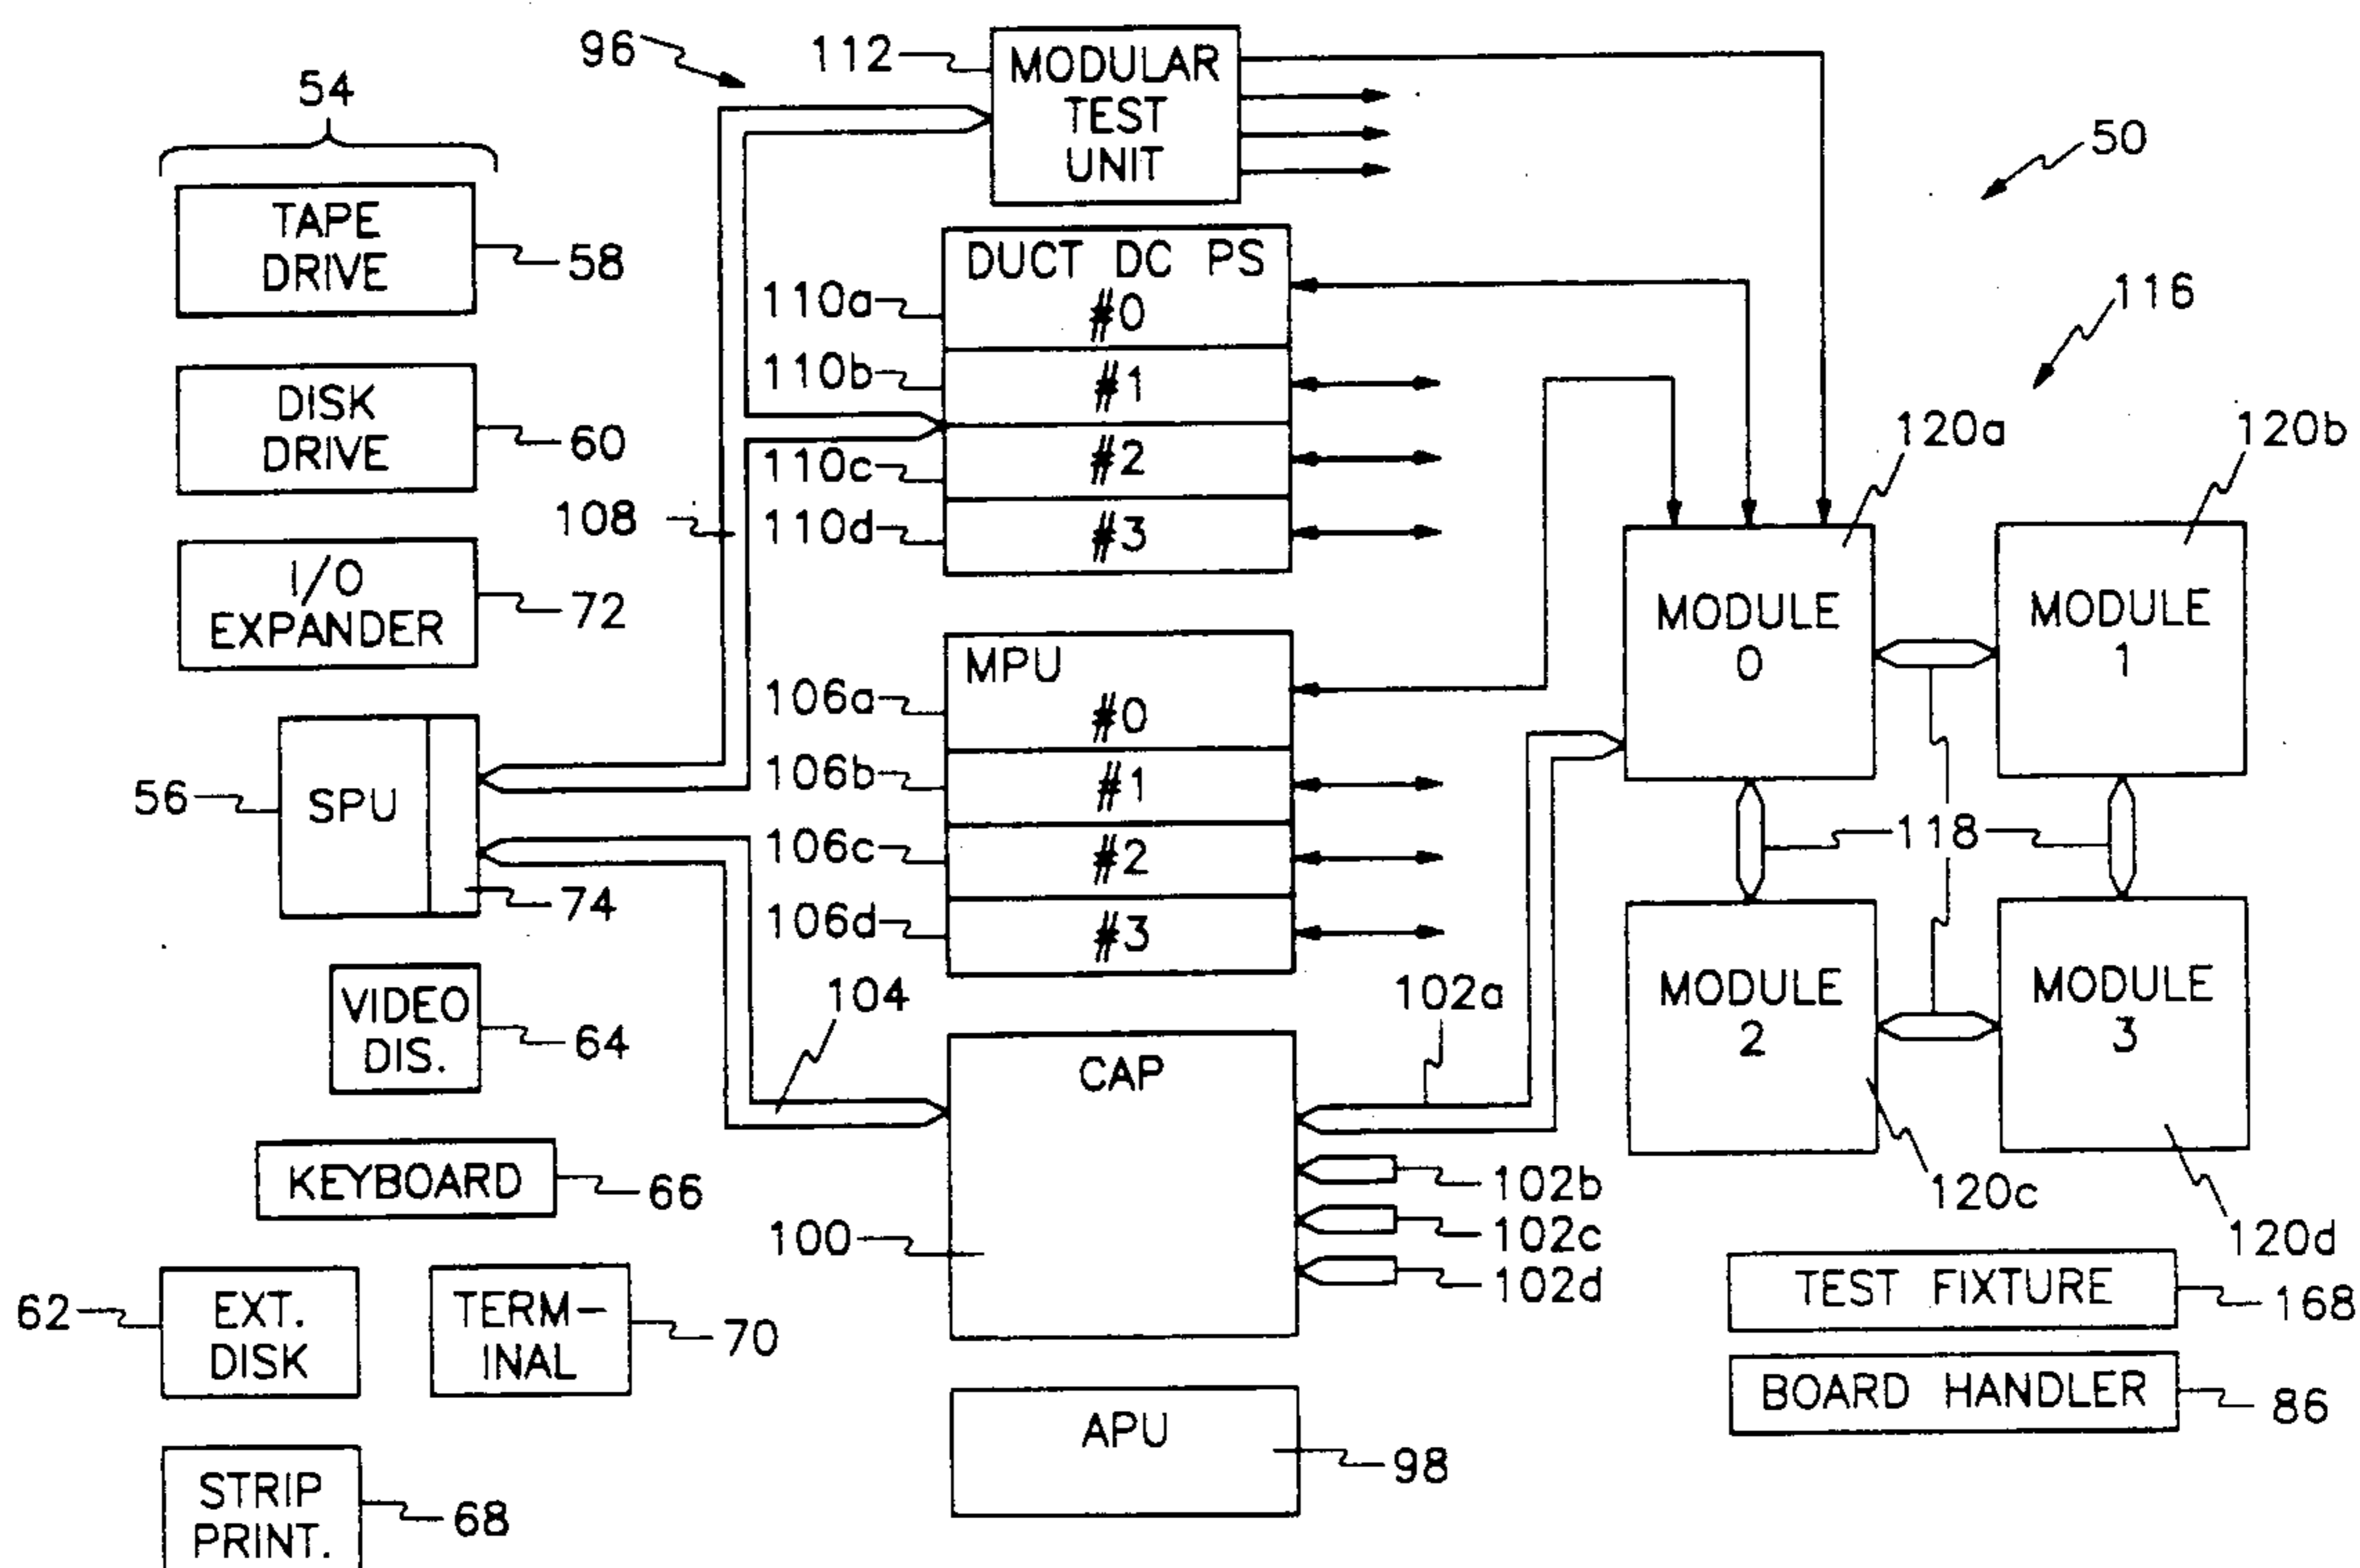 54
TAPE
DRIVE
58
DISK
DRIVE
60
I/O
EXPANDER
72
56
SPU
74
VIDEO
DIS.
64
KEYBOARD
66
62
EXT.
DISK
TERM-
INAL
70
STRIP
PRINT.
68
96
112
MODULAR
TEST
UNIT
108
DUCT DC PS
110a
#0
110b
#1
110c
#2
110d
#3
MPU
106a
#0
106b
#1
106c
#2
106d
#3
104
102a
CAP
100
102b
102c
102d
APU
98
50
116
120a
120b
MODULE
0
MODULE
1
118
MODULE
2
MODULE
3
120c
120d
TEST FIXTURE
168
BOARD HANDLER
86